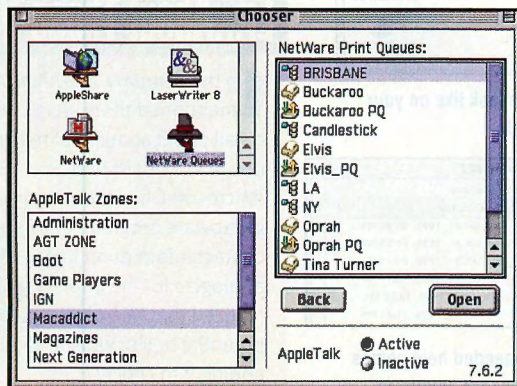 Chooser
AppleShare
LaserWriter 8
NetWare
NetWare Queues
AppleTalk Zones:
Administration
AGT ZONE
Boot
Game Players
IGN
Macaddict
Magazines
Next Generation
NetWare Print Queues:
BRISBANE
Buckaroo
Buckaroo PQ
Candlestick
Elvis
Elvis_PQ
LA
NY
Oprah
Oprah PQ
Tina Turner
Back
Open
AppleTalk
Active
Inactive
7.6.2